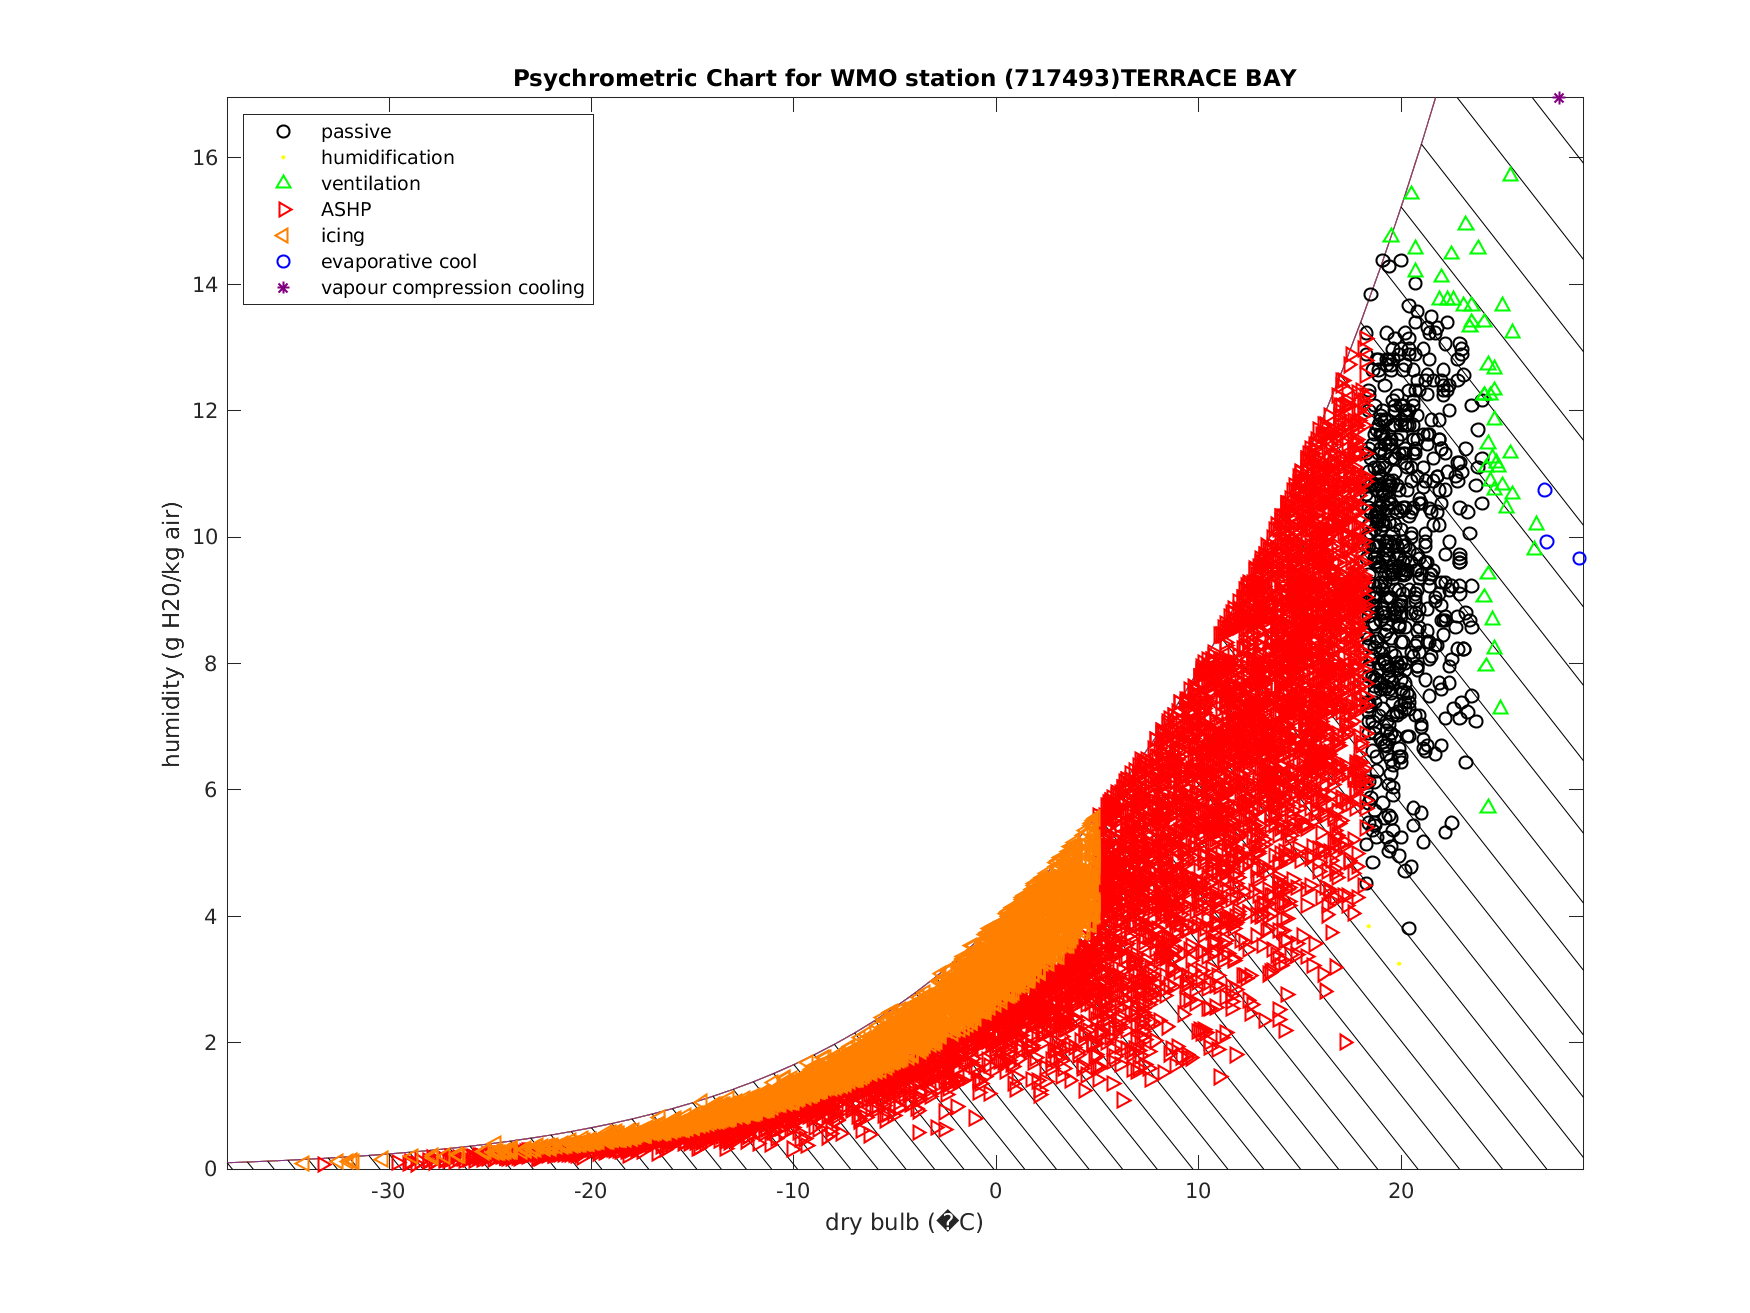 Psychrometric Chart for WMO station (717493)TERRACE BAY
passive
humidification
ventilation
ASHP
icing
evaporative cool
vapour compression cooling
humidity (g H20/kg air)
16
14
12
10
8
6
4
2
0
-30 -20 -10 0 10 20
dry bulb (�C)